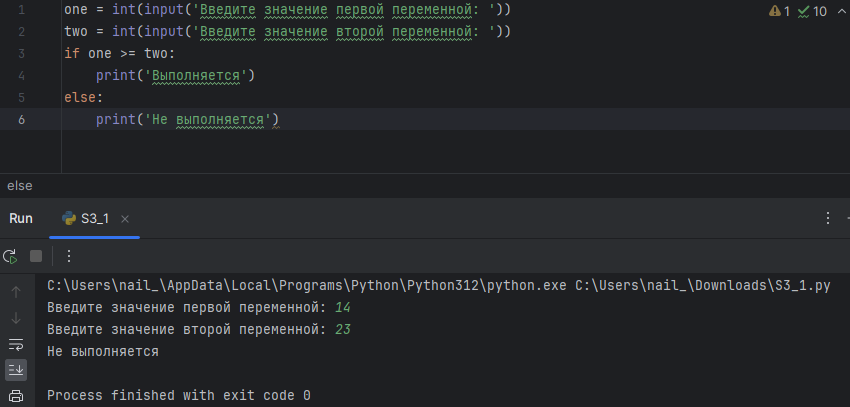 1 one = int(input('Введите значение первой переменной: ')) 1 10
2 two = int(input('Введите значение второй переменной: '))
3 if one >= two:
4 print('Выполняется')
5 else:
6 print('Не выполняется')
else
Run S3_1
C:\Users\nail_\AppData\Local\Programs\Python\Python312\python.exe C:\Users\nail_\Downloads\S3_1.py
Введите значение первой переменной: 14
Введите значение второй переменной: 23
Не выполняется
Process finished with exit code 0